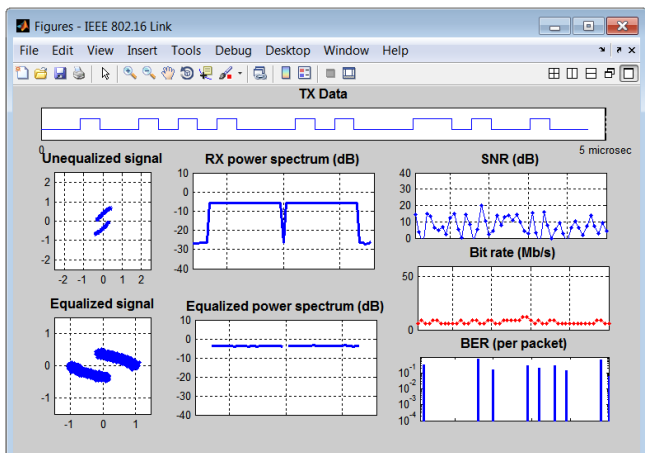 Figures - IEEE 802.16 Link
File Edit View Insert Tools Debug Desktop Window Help
TX Data
0
5 microsec
Unequalized signal
2
1
0
-1
-2
-2 -1 0 1 2
RX power spectrum (dB)
10
0
-10
-20
-30
-40
SNR (dB)
40
30
20
10
0
Bit rate (Mb/s)
50
0
Equalized signal
1
0
-1
-1 0 1
Equalized power spectrum (dB)
10
0
-10
-20
-30
-40
BER (per packet)
10-1
10-2
10-3
10-4